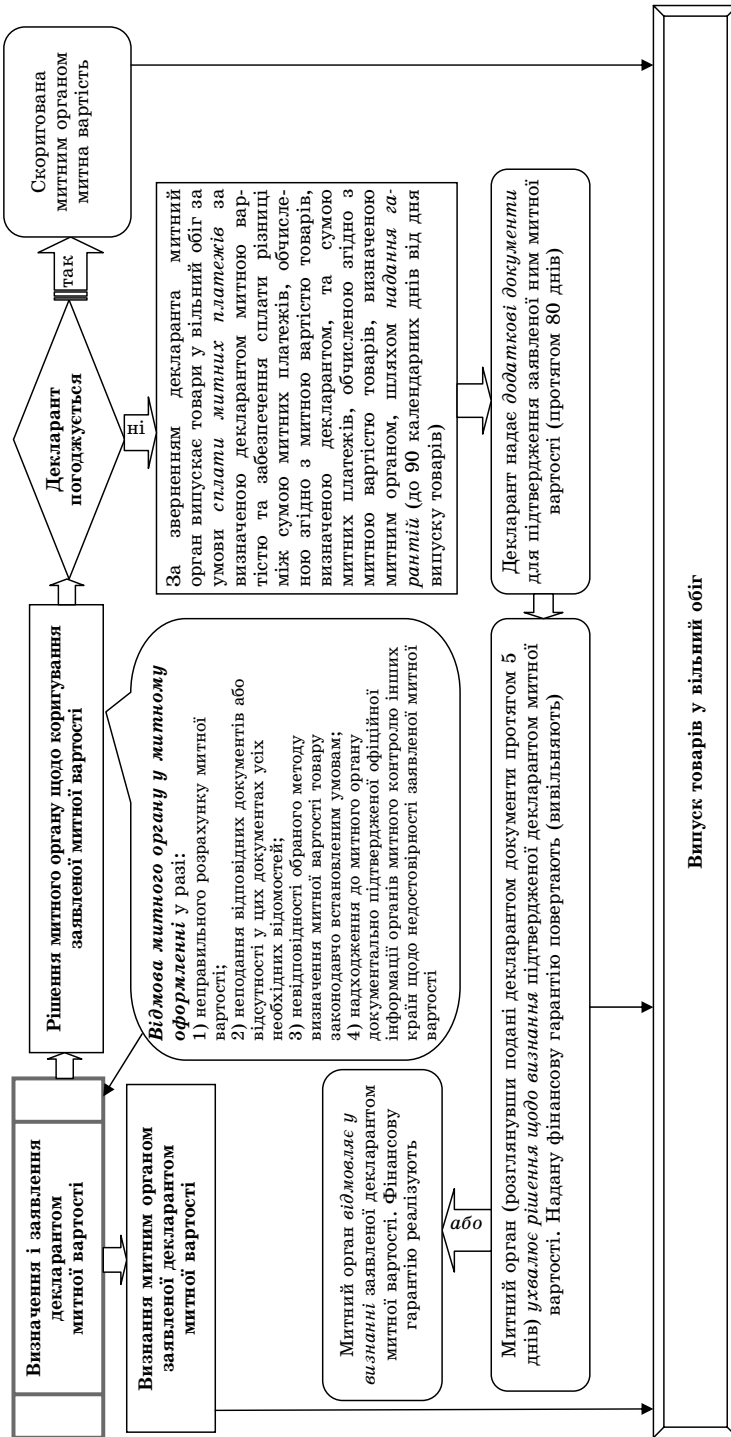 Визначення і заявлення
декларантом
митної вартості
Рішення митного органу щодо коригування
заявленої митної вартості
Декларант
погоджується
так
Скоригована
митним органом
митна вартість
ні
Визнання митним органом
заявленої декларантом
митної вартості
Відмова митного органу у митному
оформленні у разі:
1) неправильного розрахунку митної
вартості;
2) неподання відповідних документів або
відсутності у цих документах усіх
необхідних відомостей;
3) невідповідності обраного методу
визначення митної вартості товару
законодавчо встановленим умовам;
4) надходження до митного органу
документально підтвердженої офіційної
інформації органів митного контролю інших
країн щодо недостовірності заявленої митної
вартості
За зверненням декларанта митний
орган випускає товари у вільний обіг за
умови сплати митних платежів за
визначеною декларантом митною вар-
тістю та забезпечення сплати різниці
між сумою митних платежів, обчисле-
ною згідно з митною вартістю товарів,
визначеною декларантом, та сумою
митних платежів, обчисленою згідно з
митною вартістю товарів, визначеною
митним органом, шляхом надання га-
рантій (до 90 календарних днів від дня
випуску товарів)
Митний орган відмовляє у
визнанні заявленої декларантом
митної вартості. Фінансову
гарантію реалізують
або
Митний орган (розглянувши подані декларантом документи протягом 5
днів) ухвалює рішення щодо визнання підтвердженої декларантом митної
вартості. Надану фінансову гарантію повертають (вивільняють)
Декларант надає додаткові документи
для підтвердження заявленої ним митної
вартості (протягом 80 днів)
Випуск товарів у вільний обіг